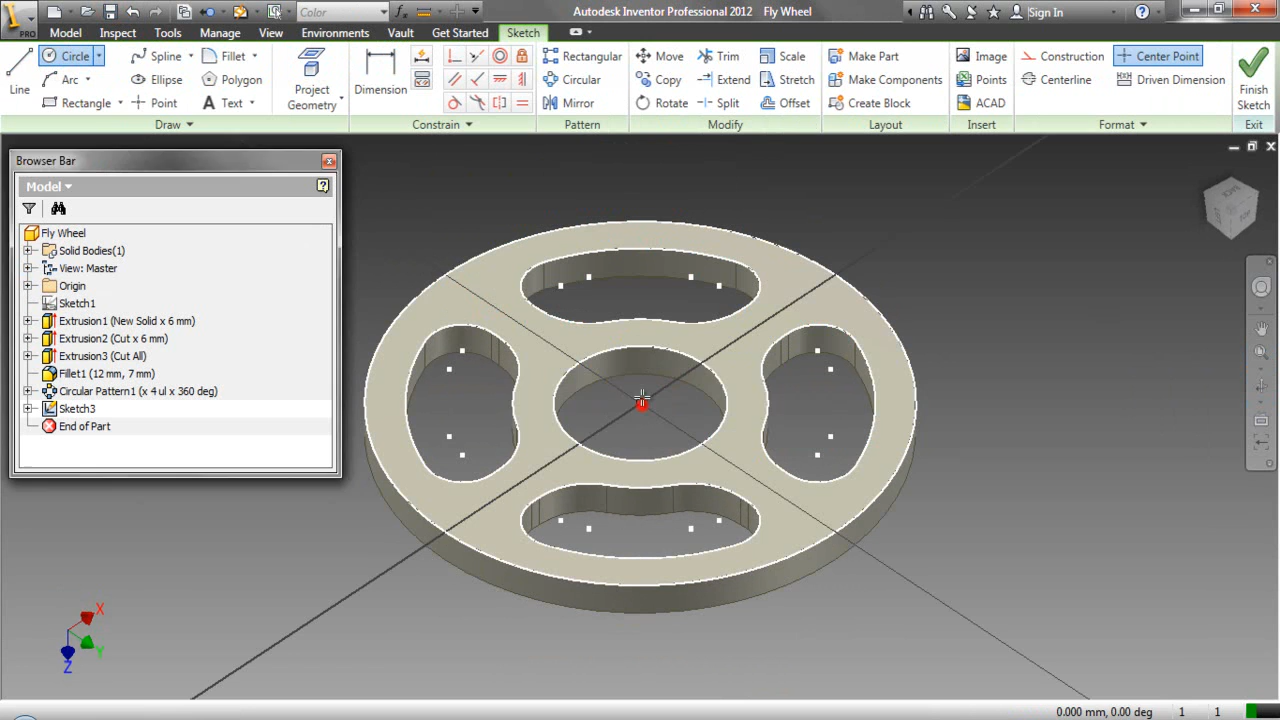 Color
Autodesk Inventor Professional 2012 Fly Wheel
Sign In
PRO
Model Inspect Tools Manage View Environments Vault Get Started Sketch
Line
Circle Spline Fillet
Arc Ellipse Polygon
Rectangle Point Text
Draw
Project
Geometry
Dimension
Constrain
Rectangular
Circular
Mirror
Pattern
Move Trim Scale
Copy Extend Stretch
Rotate Split Offset
Modify
Make Part
Make Components
Create Block
Layout
Image
Points
ACAD
Insert
Construction Center Point
Centerline Driven Dimension
Format
Finish
Sketch
Exit
Browser Bar
Model
Fly Wheel
Solid Bodies(1)
View: Master
Origin
Sketch1
Extrusion1 (New Solid x 6 mm)
Extrusion2 (Cut x 6 mm)
Extrusion3 (Cut All)
Fillet1 (12 mm, 7 mm)
Circular Pattern1 (x 4 ul x 360 deg)
Sketch3
End of Part
X
Y
Z
0.000 mm, 0.00 deg 1 1